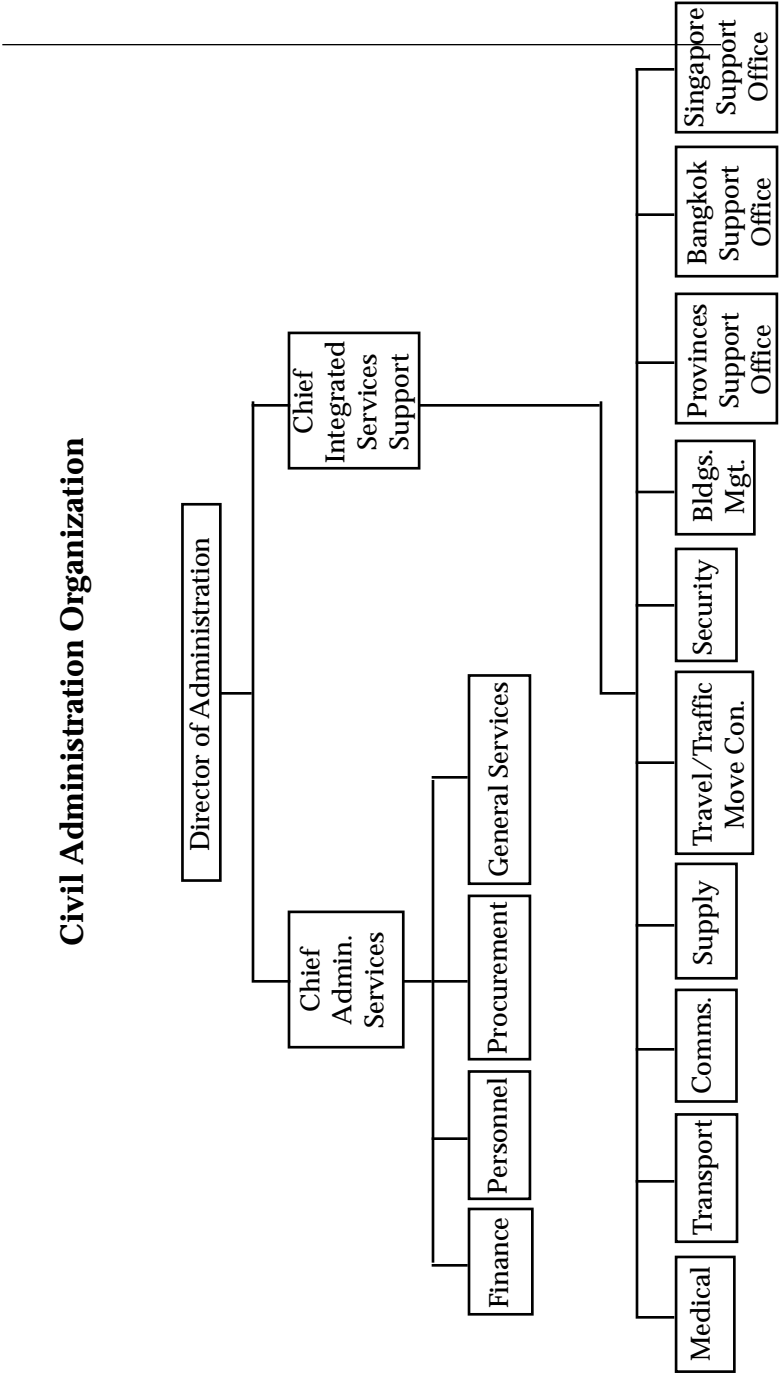 Civil Administration Organization
Director of Administration
Chief
Admin.
Services
Chief
Integrated
Services
Support
Finance
Personnel
Procurement
General Services
Medical
Transport
Comms.
Supply
Travel/Traffic
Move Con.
Security
Bldgs.
Mgt.
Provinces
Support
Office
Bangkok
Support
Office
Singapore
Support
Office